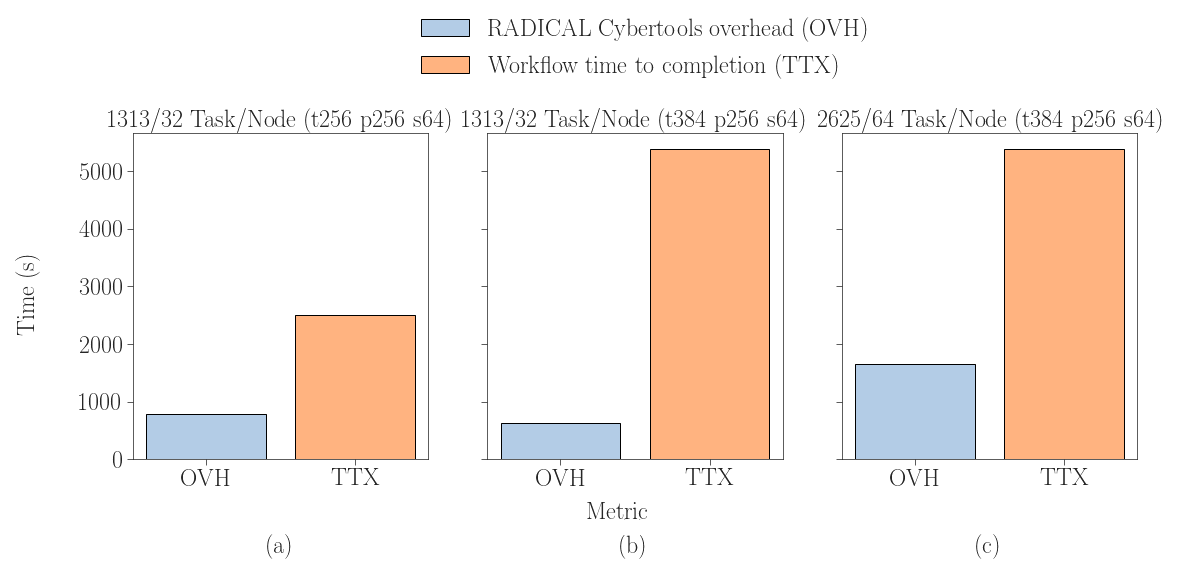 RADICAL Cybertools overhead (OVH)
Workflow time to completion (TTX)
1313/32 Task/Node (t256 p256 s64)
1313/32 Task/Node (t384 p256 s64)
2625/64 Task/Node (t384 p256 s64)
Time (s)
5000
4000
3000
2000
1000
0
OVH
TTX
OVH
TTX
OVH
TTX
Metric
(a)
(b)
(c)